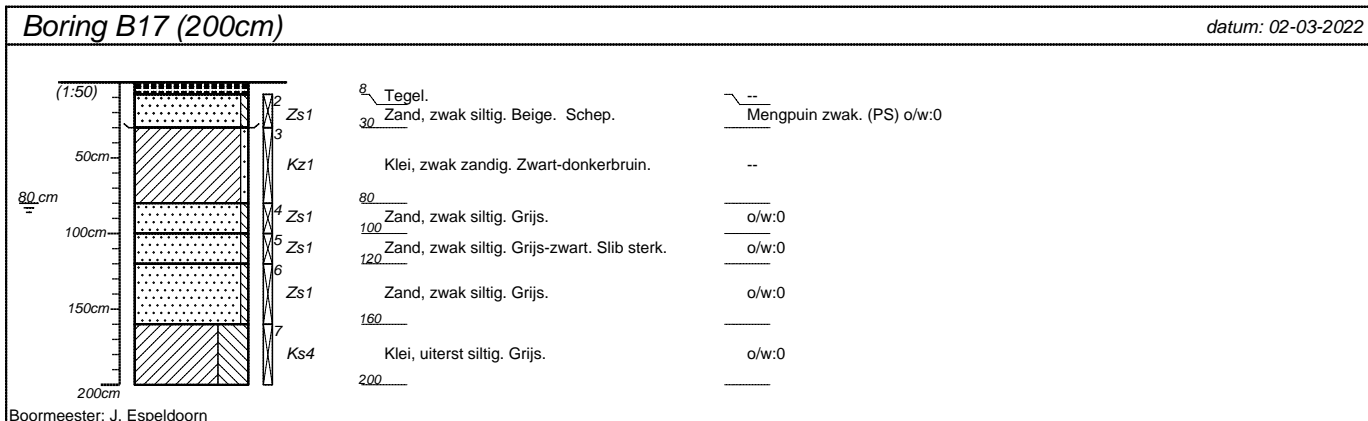 Boring B17 (200cm) datum: 02-03-2022
(1:50) 8 Tegel. --
2 Zs1 Zand, zwak siltig. Beige. Schep. Mengpuin zwak. (PS) o/w:0
30
3
50cm Kz1 Klei, zwak zandig. Zwart-donkerbruin. --
80 cm 80
4 Zs1 Zand, zwak siltig. Grijs. o/w:0
100cm 100
5 Zs1 Zand, zwak siltig. Grijs-zwart. Slib sterk. o/w:0
120
6
Zs1 Zand, zwak siltig. Grijs. o/w:0
150cm
160
7
Ks4 Klei, uiterst siltig. Grijs. o/w:0
200
200cm
Boormeester: J. Espeldoorn